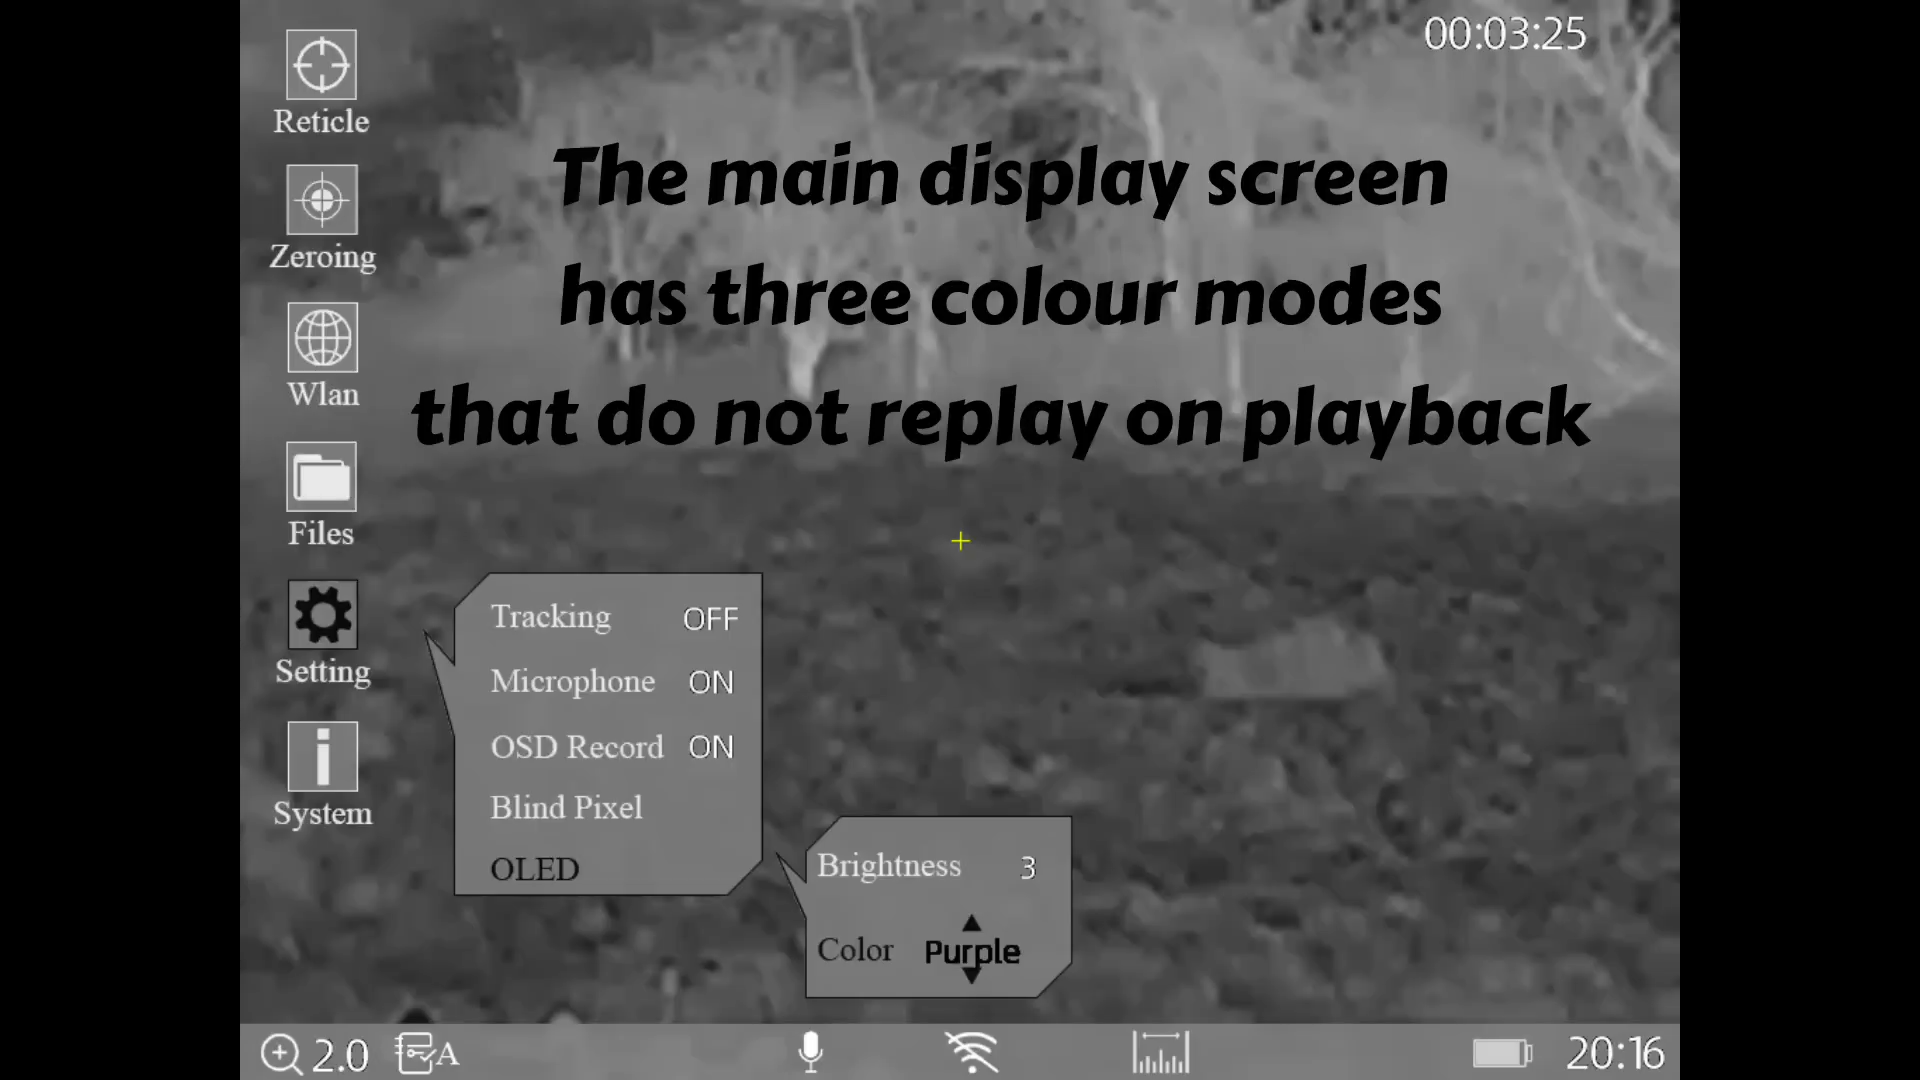 00:03:25
Reticle
Zeroing
Wlan
Files
Setting
System
The main display screen
has three colour modes
that do not replay on playback
Tracking OFF
Microphone ON
OSD Record ON
Blind Pixel
OLED
Brightness 3
Color Purple
2.0
A
20:16